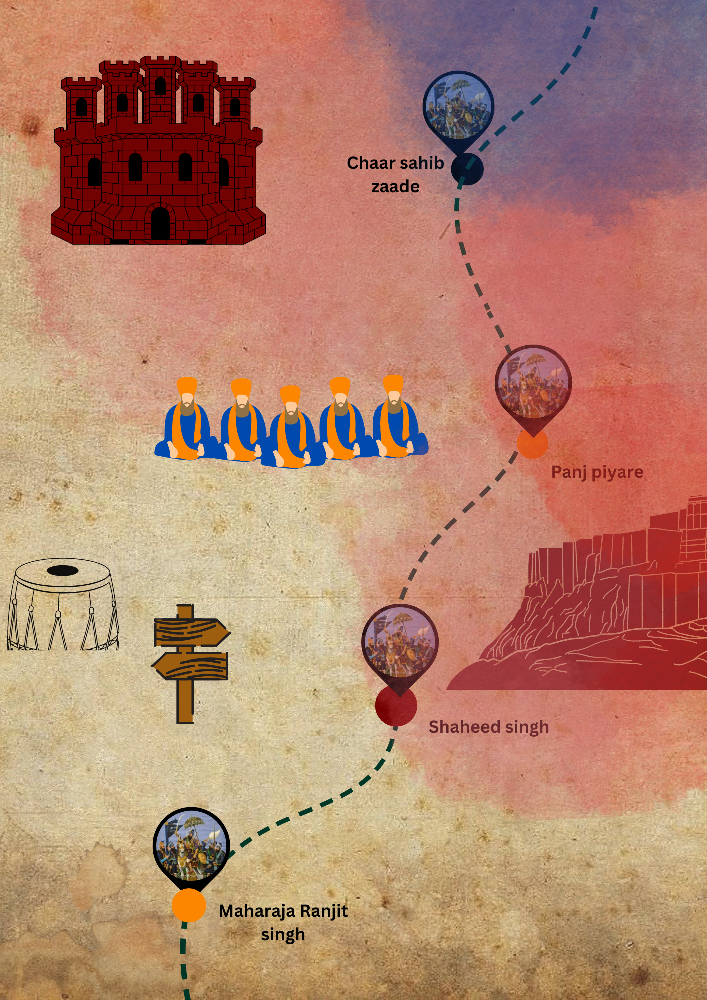 Chaar sahib
zaade
Panj piyare
Shaheed singh
Maharaja Ranjit
singh